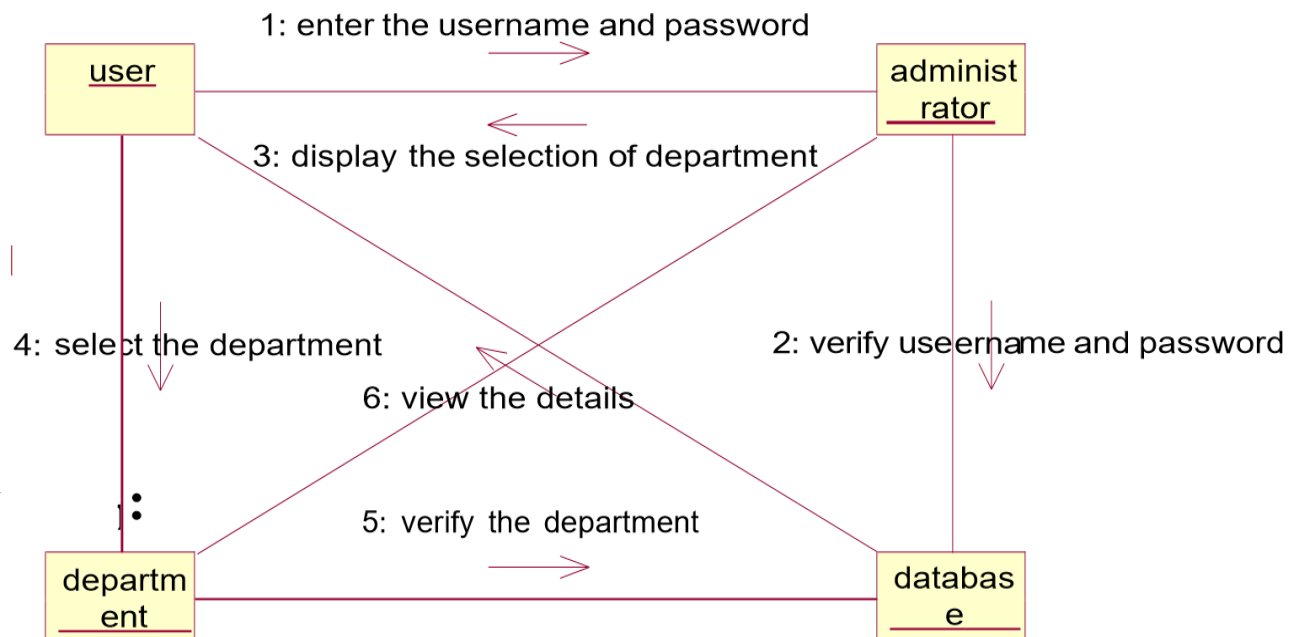 1: enter the username and password
user
administ
rator
3: display the selection of department
4: select the department
2: verify useername and password
6: view the details
:
5: verify the department
departm
ent
databas
e